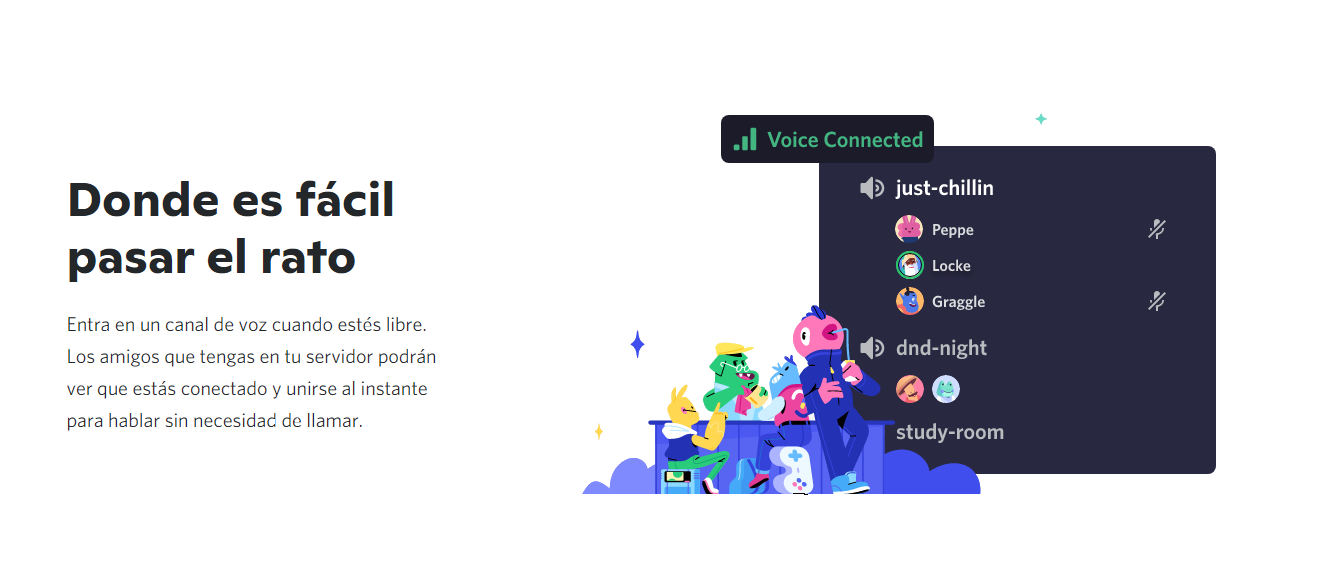 Donde es fácil
pasar el rato
Entra en un canal de voz cuando estés libre.
Los amigos que tengas en tu servidor podrán
ver que estás conectado y unirse al instante
para hablar sin necesidad de llamar.
Voice Connected
just-chillin
Peppe
Locke
Graggle
dnd-night
study-room